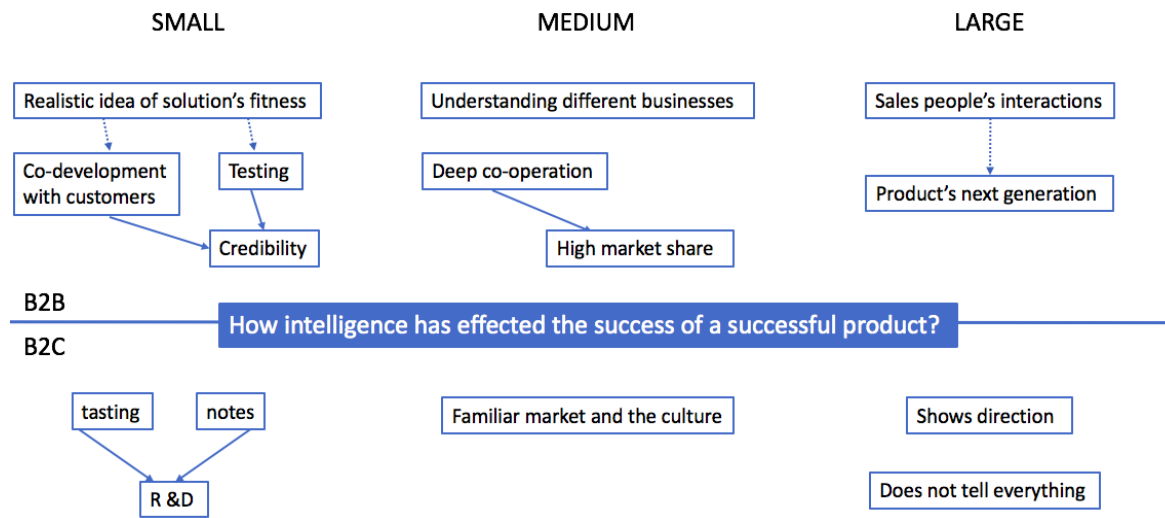 SMALL
MEDIUM
LARGE
Realistic idea of solution's fitness
Understanding different businesses
Sales people's interactions
Co-development
with customers
Testing
Deep co-operation
Product's next generation
Credibility
High market share
B2B
How intelligence has effected the success of a successful product?
B2C
tasting
notes
Familiar market and the culture
Shows direction
R &D
Does not tell everything